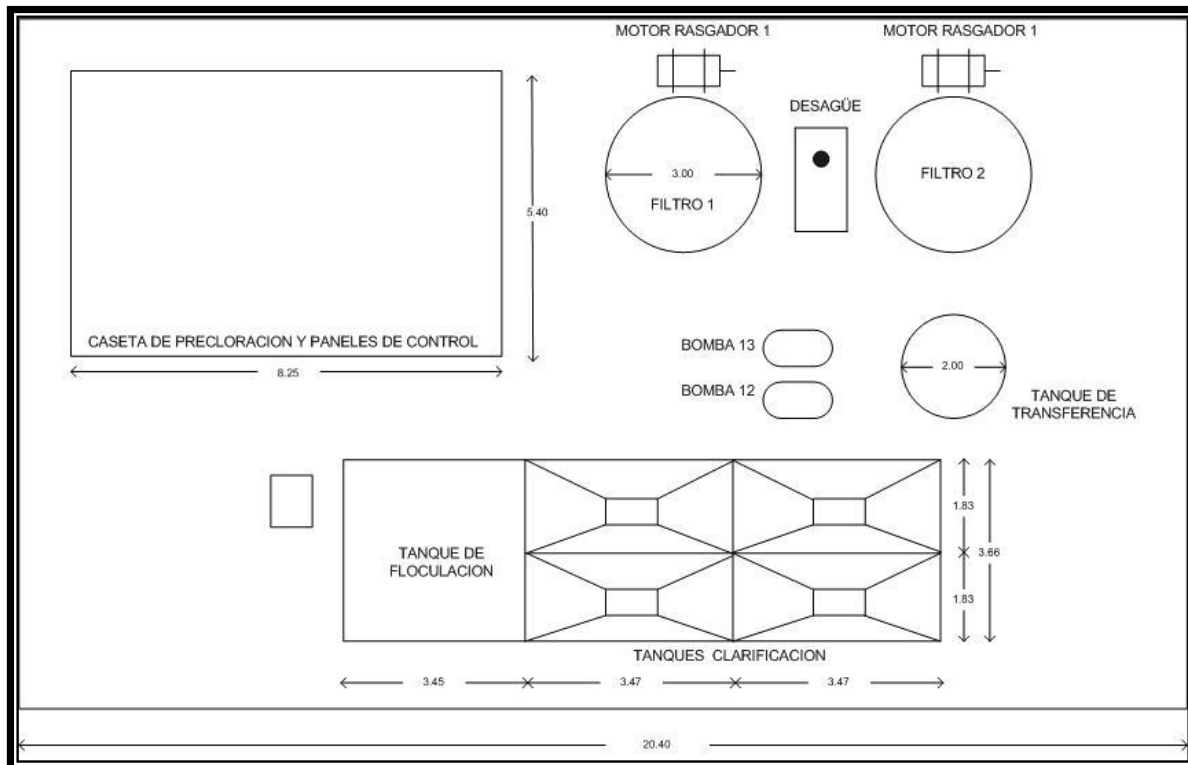 MOTOR RASGADOR 1
MOTOR RASGADOR 1
DESAGÜE
3.00
FILTRO 1
FILTRO 2
5.40
CASETA DE PRECLORACION Y PANELES DE CONTROL
8.25
BOMBA 13
BOMBA 12
2.00
TANQUE DE
TRANSFERENCIA
TANQUE DE
FLOCULACION
1.83
3.66
1.83
TANQUES CLARIFICACION
3.45
3.47
3.47
20.40